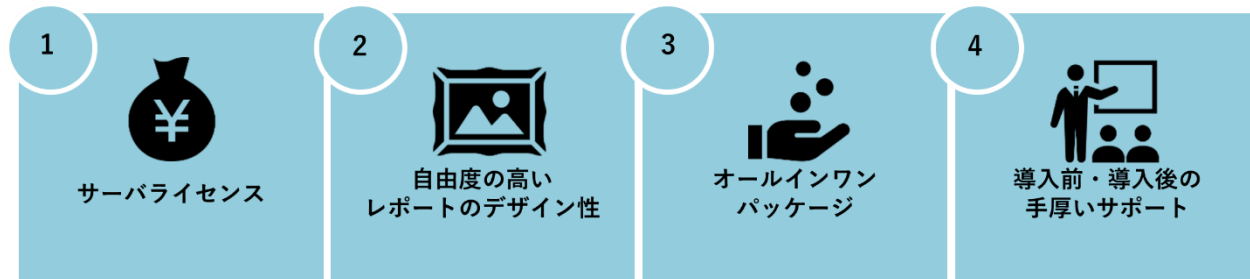 1
サーバライセンス
2
自由度の高い
レポートのデザイン性
3
オールインワン
パッケージ
4
導入前・導入後の
手厚いサポート